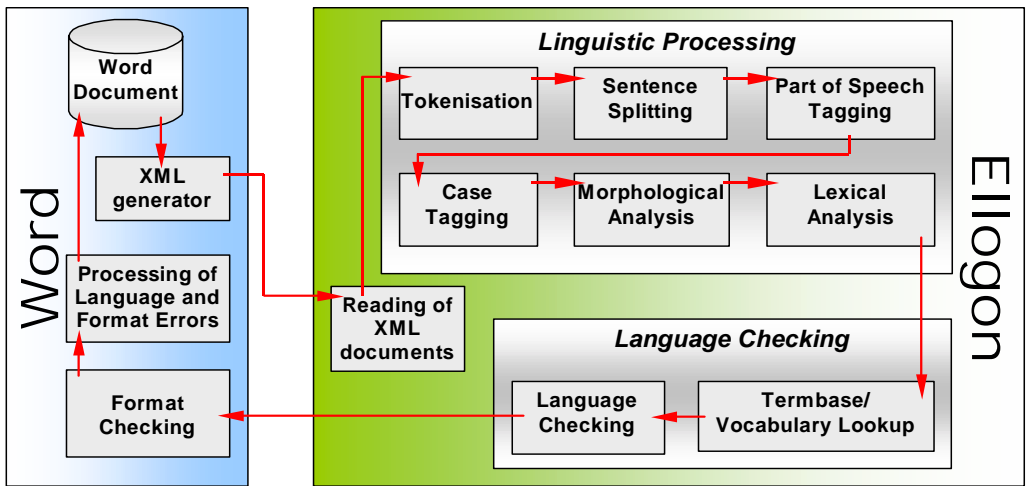 Word
Word
Document
XML
generator
Processing of
Language and
Format Errors
Format
Checking
Ellogon
Linguistic Processing
Tokenisation
Sentence
Splitting
Part of Speech
Tagging
Case
Tagging
Morphological
Analysis
Lexical
Analysis
Reading of
XML
documents
Language Checking
Language
Checking
Termbase/
Vocabulary Lookup